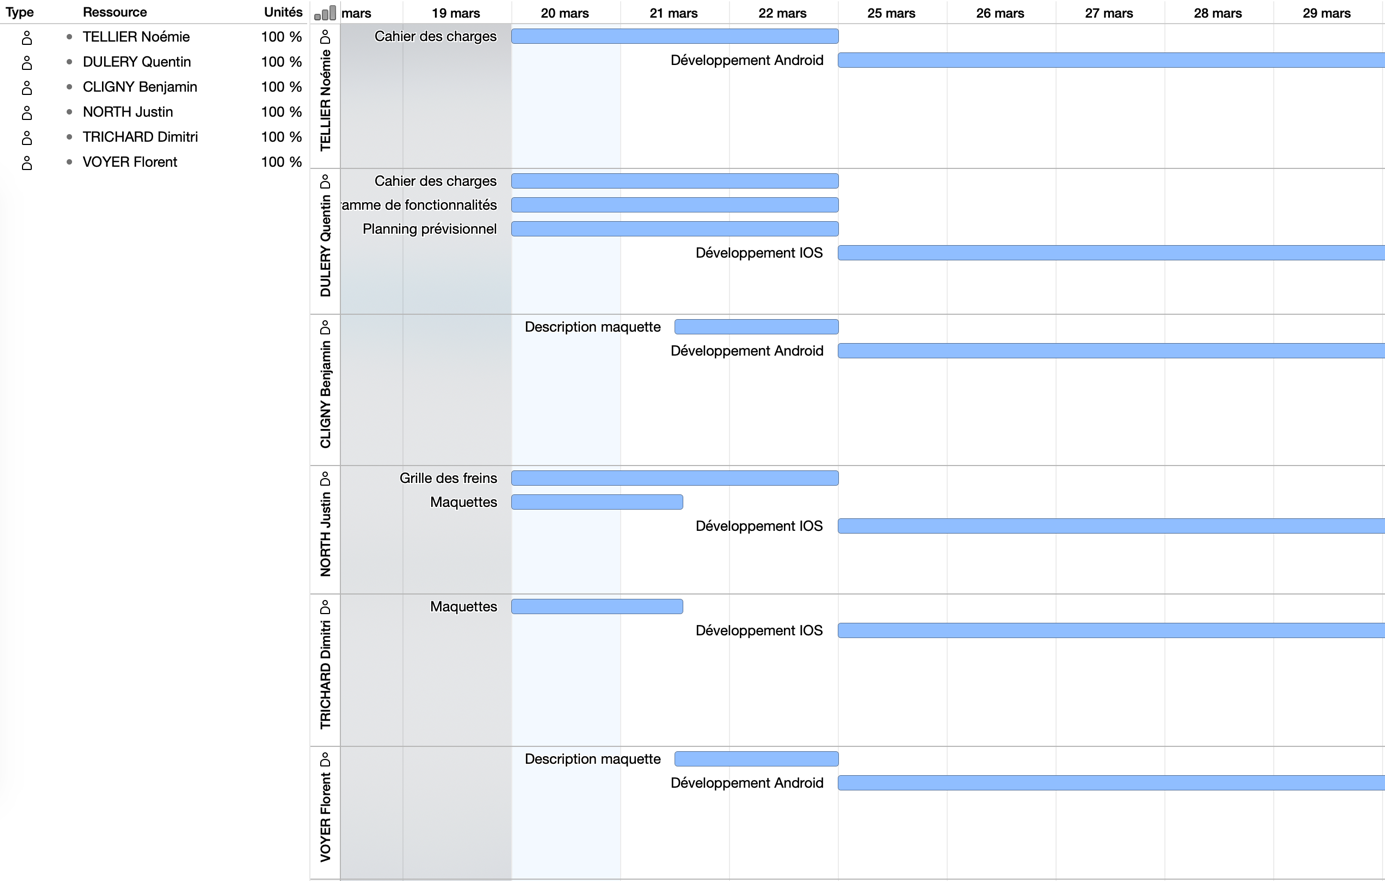 Type Ressource Unités
TELLIER Noémie 100 %
DULERY Quentin 100 %
CLIGNY Benjamin 100 %
NORTH Justin 100 %
TRICHARD Dimitri 100 %
VOYER Florent 100 %
mars 19 mars 20 mars 21 mars 22 mars 25 mars 26 mars 27 mars 28 mars 29 mars
TELLIER Noémie
Cahier des charges
Développement Android
DULERY Quentin
Cahier des charges
amme de fonctionnalités
Planning prévisionnel
Développement IOS
CLIGNY Benjamin
Description maquette
Développement Android
NORTH Justin
Grille des freins
Maquettes
Développement IOS
TRICHARD Dimitri
Maquettes
Développement IOS
VOYER Florent
Description maquette
Développement Android